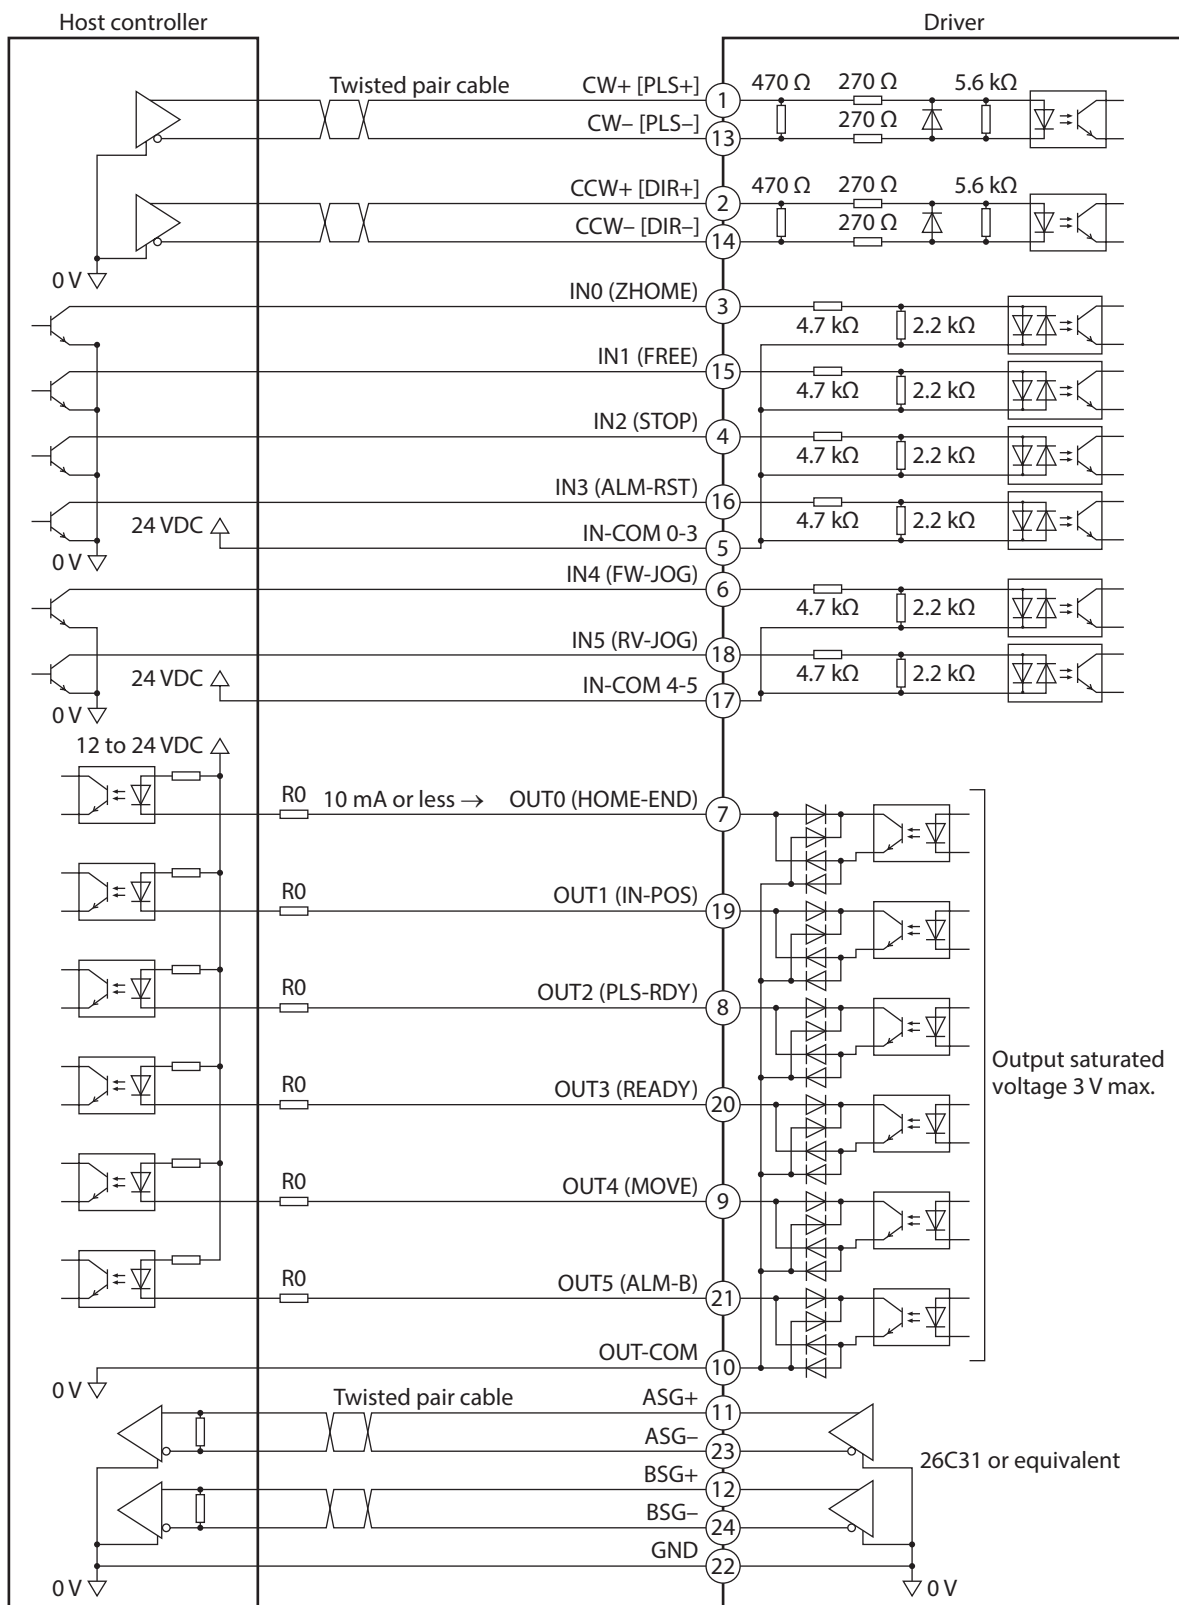 Host controller
Driver
Twisted pair cable
CW+ [PLS+]
1
470 Ω
270 Ω
5.6 kΩ
CW– [PLS–]
13
270 Ω
CCW+ [DIR+]
2
470 Ω
270 Ω
5.6 kΩ
CCW– [DIR–]
14
270 Ω
0 V
IN0 (ZHOME)
3
4.7 kΩ
2.2 kΩ
IN1 (FREE)
15
4.7 kΩ
2.2 kΩ
IN2 (STOP)
4
4.7 kΩ
2.2 kΩ
IN3 (ALM-RST)
16
4.7 kΩ
2.2 kΩ
24 VDC
0 V
IN-COM 0-3
5
IN4 (FW-JOG)
6
4.7 kΩ
2.2 kΩ
IN5 (RV-JOG)
18
4.7 kΩ
2.2 kΩ
24 VDC
0 V
IN-COM 4-5
17
12 to 24 VDC
R0
10 mA or less →
OUT0 (HOME-END)
7
R0
OUT1 (IN-POS)
19
R0
OUT2 (PLS-RDY)
8
Output saturated
voltage 3 V max.
R0
OUT3 (READY)
20
R0
OUT4 (MOVE)
9
R0
OUT5 (ALM-B)
21
OUT-COM
10
0 V
Twisted pair cable
ASG+
11
ASG–
23
26C31 or equivalent
BSG+
12
BSG–
24
GND
22
0 V
0 V